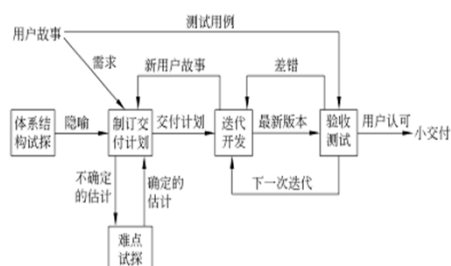 测试用例
用户故事
需求
新用户故事
差错
体系结
构试探
隐喻
制订交
付计划
交付计划
迭代
开发
最新版本
验收
测试
用户认可
小交付
不确定
的估计
确定的
估计
下一次迭代
难点
试探